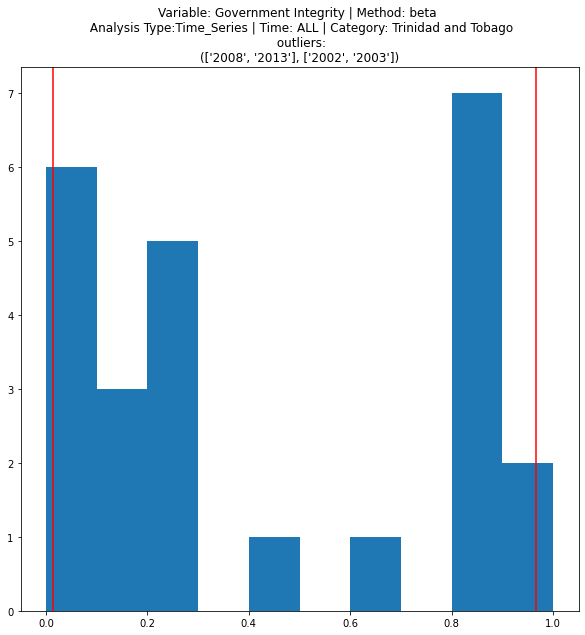 Variable: Government Integrity | Method: beta
Analysis Type:Time_Series | Time: ALL | Category: Trinidad and Tobago
outliers:
(['2008', '2013'], ['2002', '2003'])
7
6
5
4
3
2
1
0
0.0 0.2 0.4 0.6 0.8 1.0